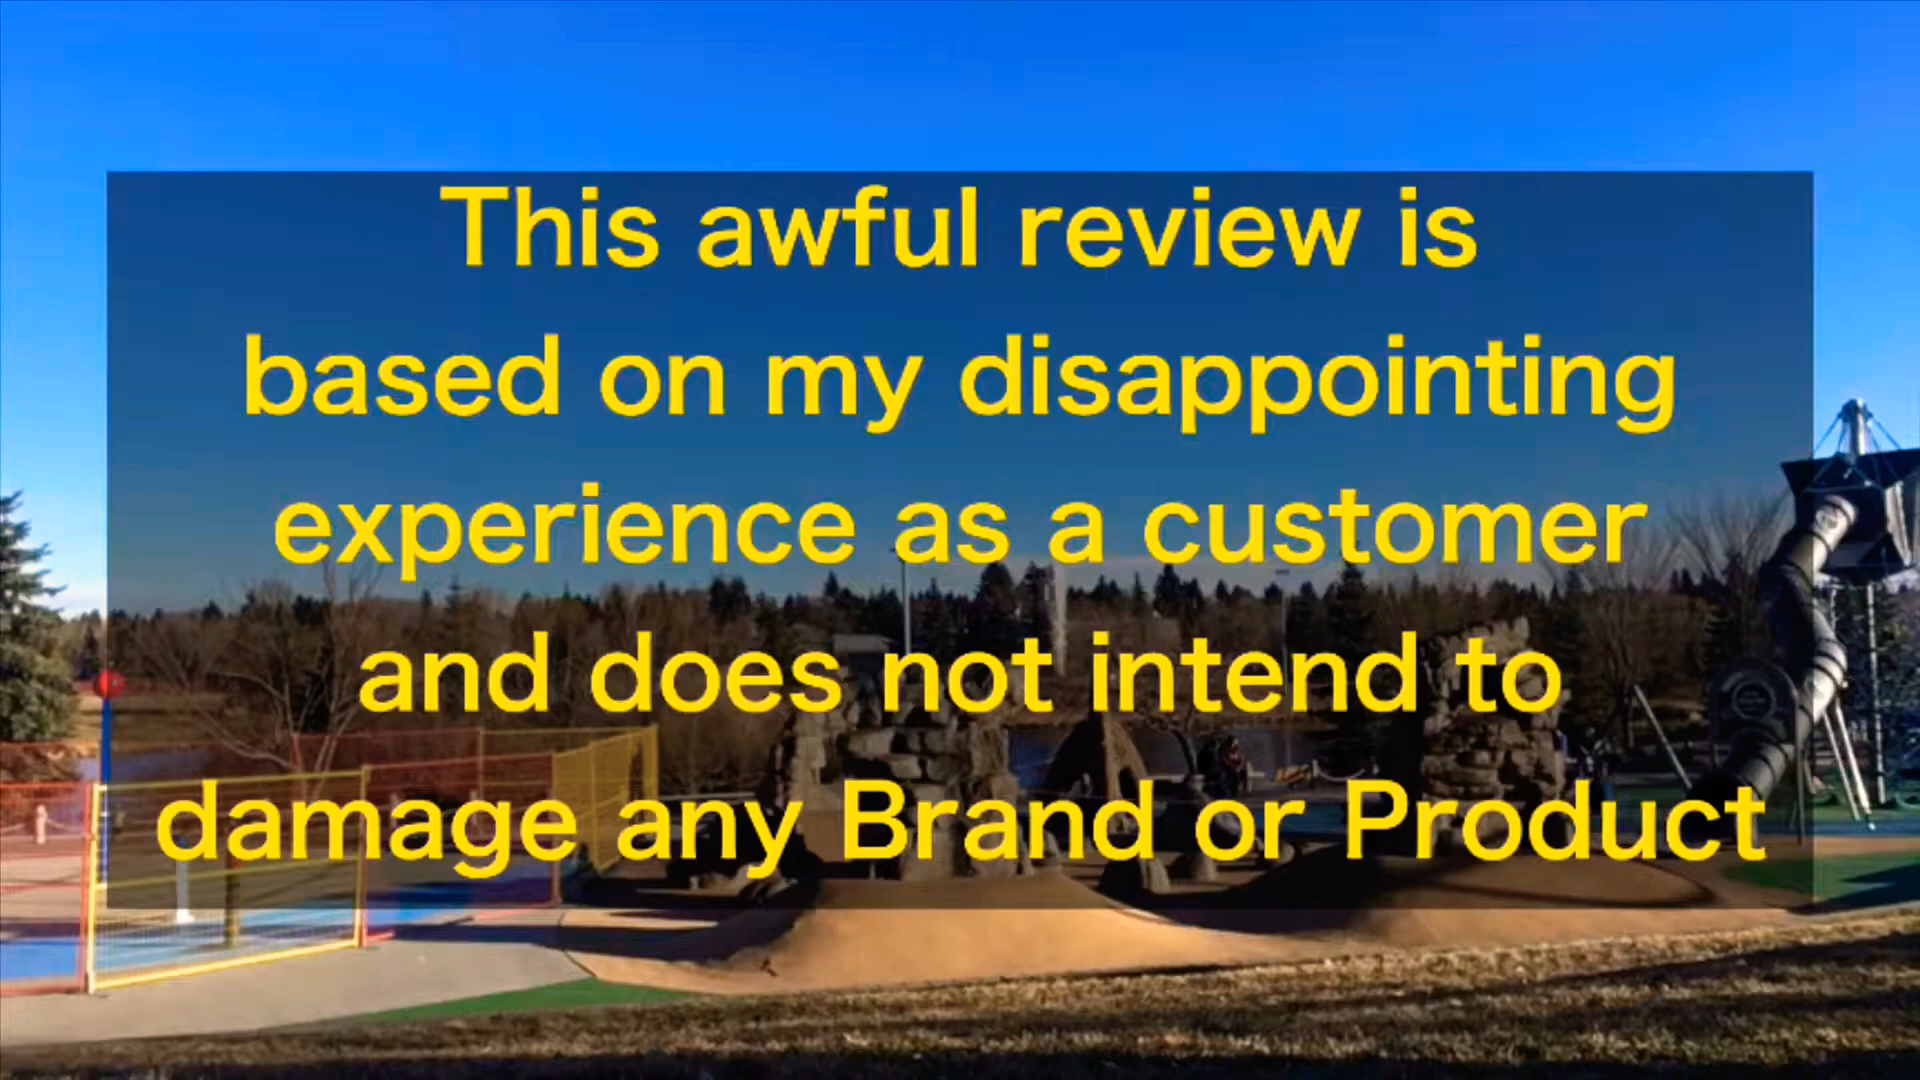 This awful review is
based on my disappointing
experience as a customer
and does not intend to
damage any Brand or Product